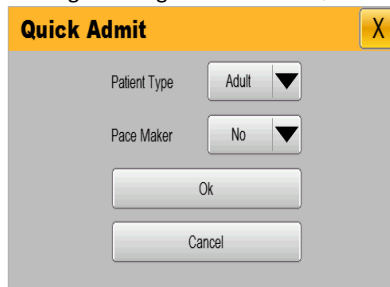 Quick Admit X
Patient Type Adult
Pace Maker No
Ok
Cancel